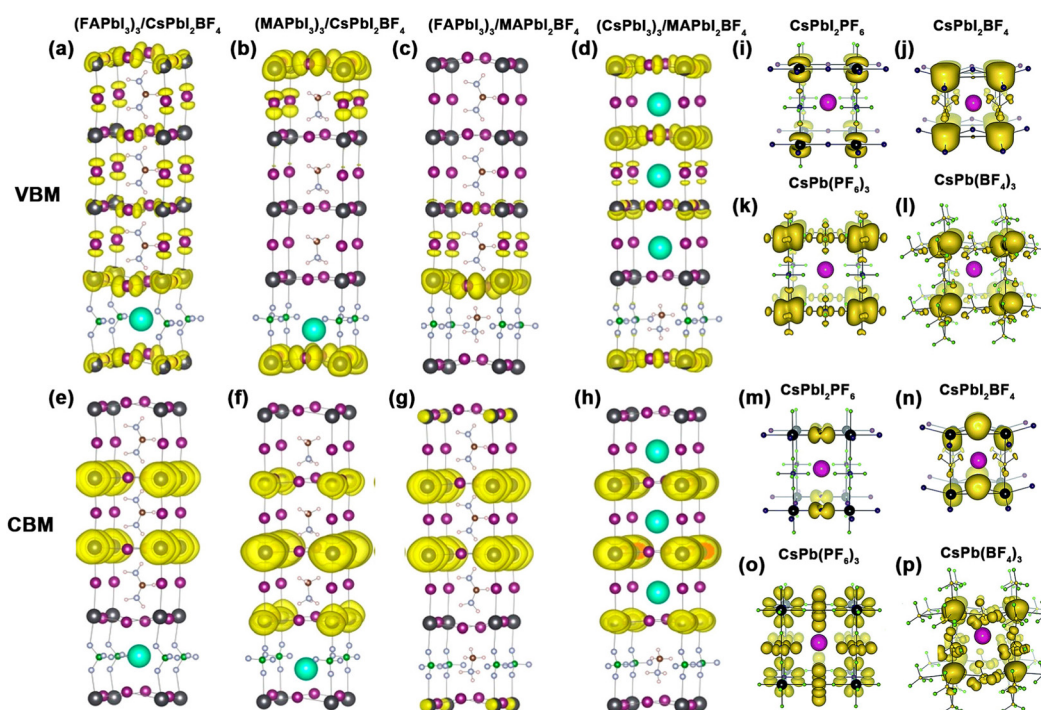 (FAPbI₃)₃/CsPbI₂BF₄ (MAPbI₃)₃/CsPbI₂BF₄ (FAPbI₃)₃/MAPbI₂BF₄ (CsPbI₃)₃/MAPbI₂BF₄ CsPbI₂PF₆ CsPbI₂BF₄
(a) (b) (c) (d) (i) (j)
VBM
CsPb(PF₆)₃ CsPb(BF₄)₃
(k) (l)
(e) (f) (g) (h) (m) CsPbI₂PF₆ (n) CsPbI₂BF₄
CBM
CsPb(PF₆)₃ CsPb(BF₄)₃
(o) (p)